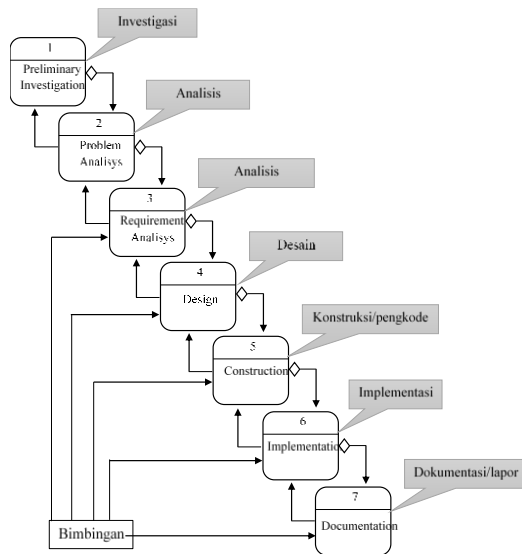 Investigasi
1
Preliminary
Investigation
Analisis
2
Problem
Analisys
Analisis
3
Requirement
Analisys
Desain
4
Design
Konstruksi/pengkode
5
Construction
Implementasi
6
Implementatio
Dokumentasi/lapor
7
Documentation
Bimbingan